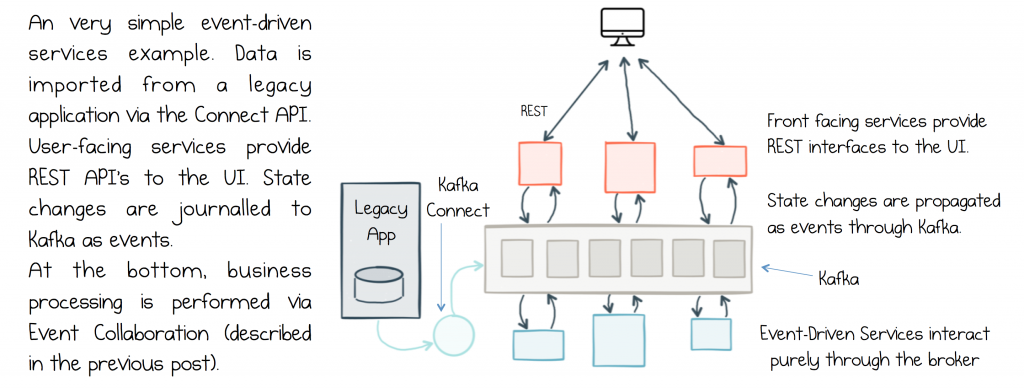 An very simple event-driven
services example. Data is
imported from a legacy
application via the Connect API.
User-facing services provide
REST API's to the UI. State
changes are journalled to
Kafka as events.
At the bottom, business
processing is performed via
Event Collaboration (described
in the previous post).
REST
Front facing services provide
REST interfaces to the UI.
Kafka
Connect
Legacy
App
State changes are propagated
as events through Kafka.
Kafka
Event-Driven Services interact
purely through the broker